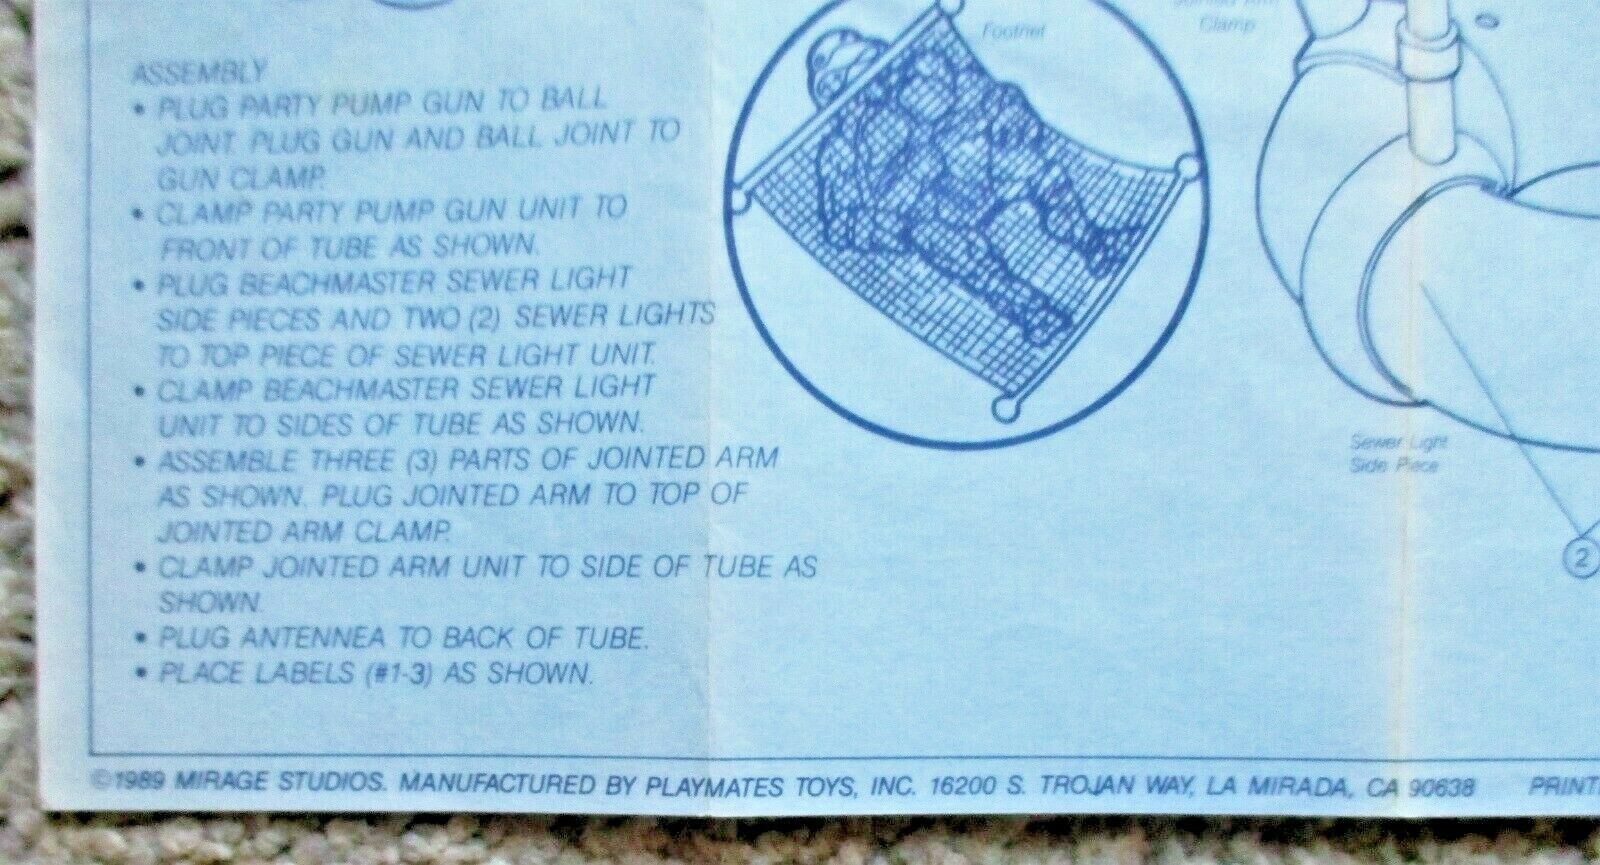 ASSEMBLY
• PLUG PARTY PUMP GUN TO BALL
JOINT. PLUG GUN AND BALL JOINT TO
GUN CLAMP.
• CLAMP PARTY PUMP GUN UNIT TO
FRONT OF TUBE AS SHOWN.
• PLUG BEACHMASTER SEWER LIGHT
SIDE PIECES AND TWO (2) SEWER LIGHTS
TO TOP PIECE OF SEWER LIGHT UNIT.
• CLAMP BEACHMASTER SEWER LIGHT
UNIT TO SIDES OF TUBE AS SHOWN.
• ASSEMBLE THREE (3) PARTS OF JOINTED ARM
AS SHOWN. PLUG JOINTED ARM TO TOP OF
JOINTED ARM CLAMP.
• CLAMP JOINTED ARM UNIT TO SIDE OF TUBE AS
SHOWN.
• PLUG ANTENNEA TO BACK OF TUBE.
• PLACE LABELS (#1-3) AS SHOWN.
Footnet
Jointed Arm
Clamp
Sewer Light
Side Piece
2
©1989 MIRAGE STUDIOS. MANUFACTURED BY PLAYMATES TOYS, INC. 16200 S. TROJAN WAY, LA MIRADA, CA 90638 PRINT